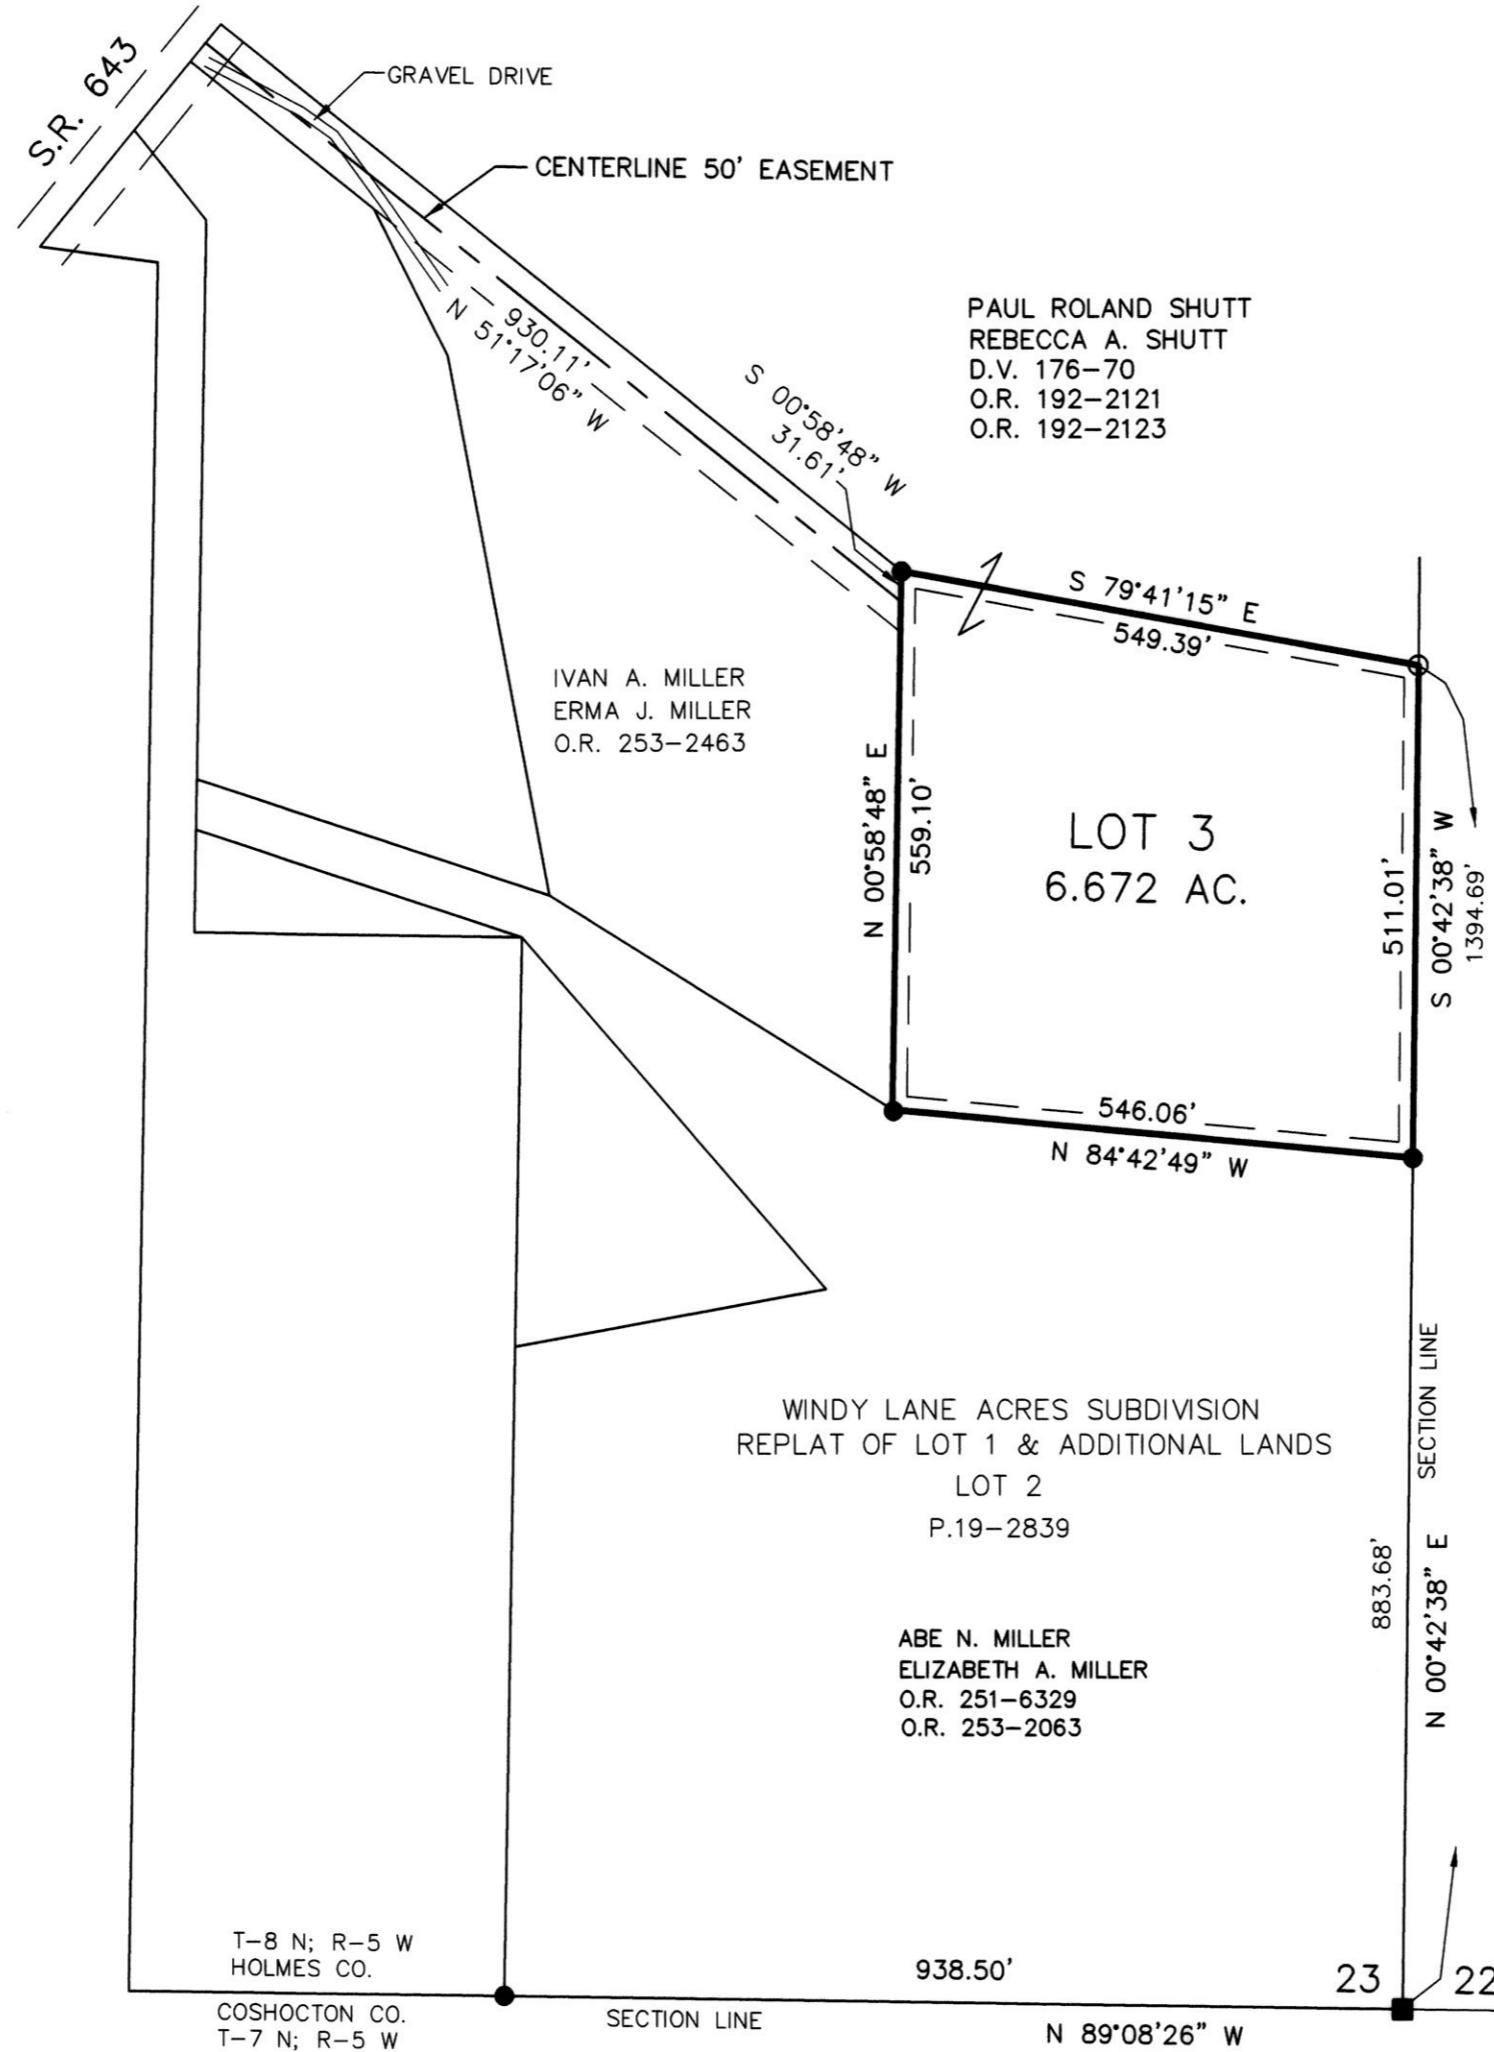 S.R. 643
GRAVEL DRIVE
CENTERLINE 50' EASEMENT
PAUL ROLAND SHUTT
REBECCA A. SHUTT
D.V. 176-70
O.R. 192-2121
O.R. 192-2123
930.11'
N 51°17'06" W
S 00°58'48" W
31.61'
S 79°41'15" E
549.39'
IVAN A. MILLER
ERMA J. MILLER
O.R. 253-2463
N 00°58'48" E
559.10'
LOT 3
6.672 AC.
511.01'
S 00°42'38" W
1394.69'
546.06'
N 84°42'49" W
SECTION LINE
WINDY LANE ACRES SUBDIVISION
REPLAT OF LOT 1 & ADDITIONAL LANDS
LOT 2
P.19-2839
883.68'
N 00°42'38" E
ABE N. MILLER
ELIZABETH A. MILLER
O.R. 251-6329
O.R. 253-2063
T-8 N; R-5 W
HOLMES CO.
938.50'
23
22
COSHOCTON CO.
T-7 N; R-5 W
SECTION LINE
N 89°08'26" W